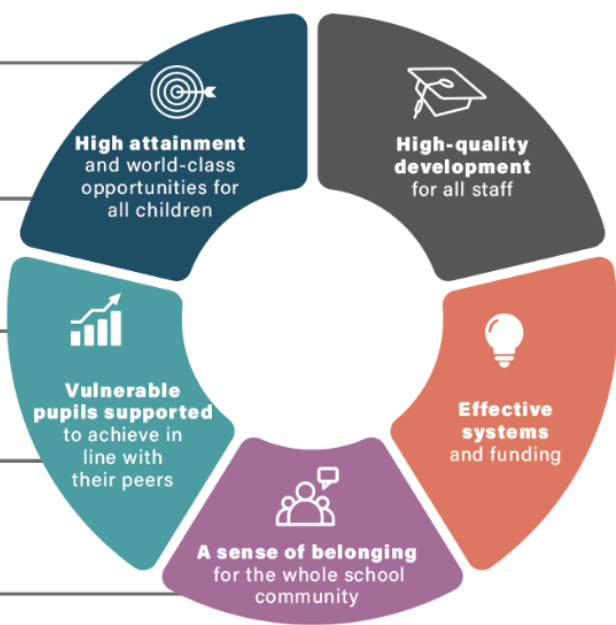 High attainment
and world-class
opportunities for
all children
High-quality
development
for all staff
Vulnerable
pupils supported
to achieve in
line with
their peers
Effective
systems
and funding
A sense of belonging
for the whole school
community